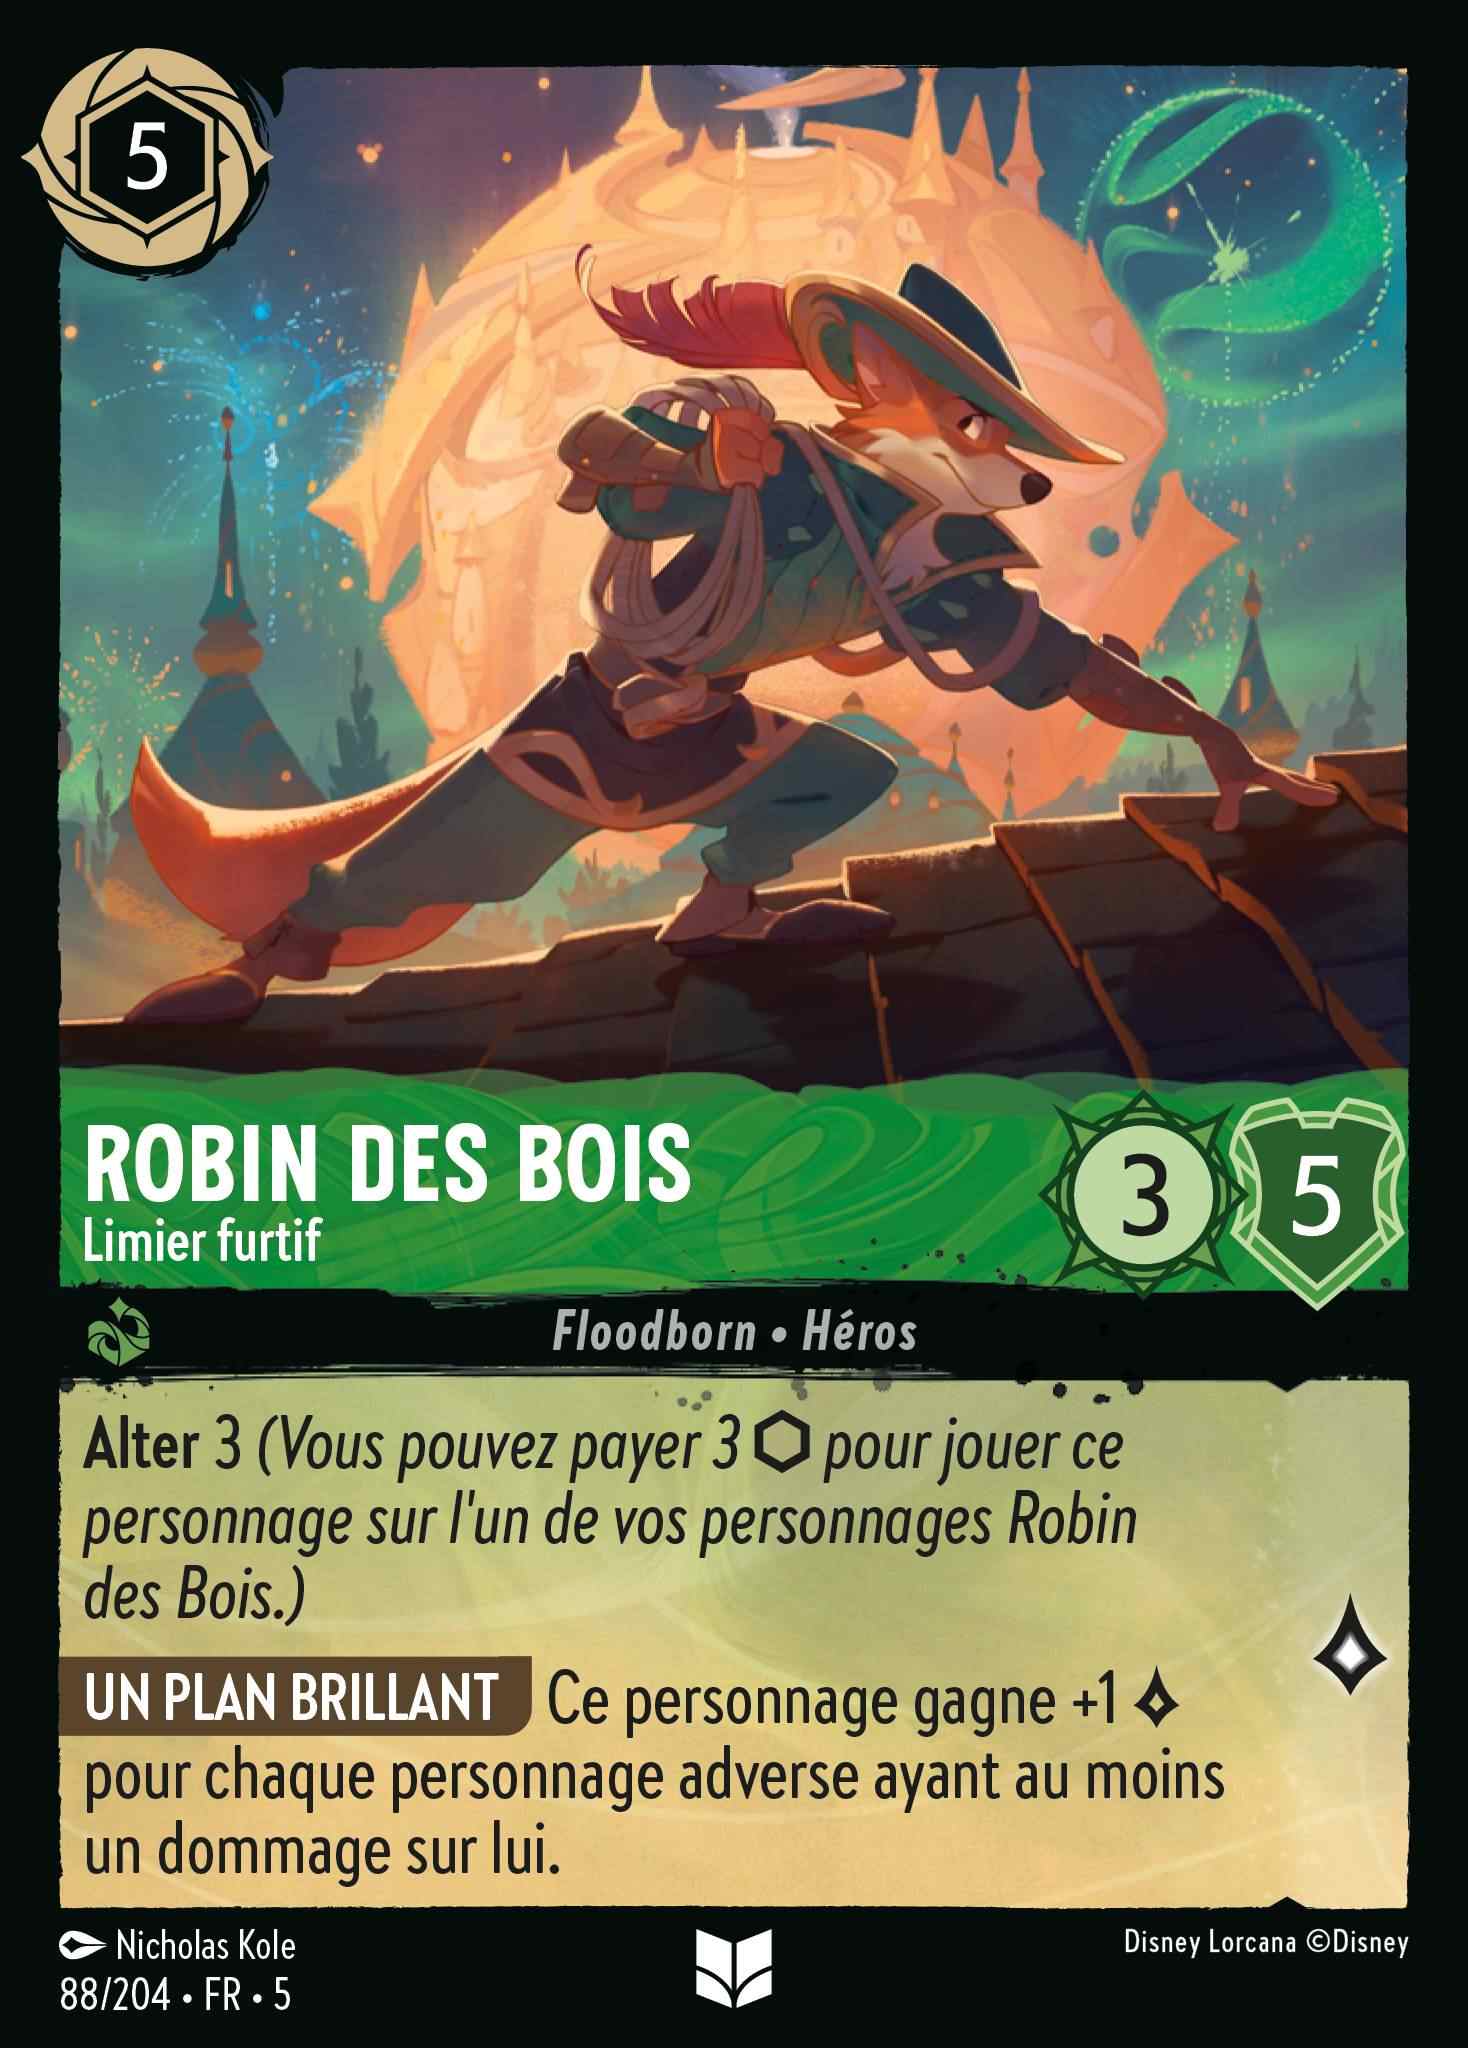 5
ROBIN DES BOIS
Limier furtif
3
5
Floodborn • Héros
Alter 3 (Vous pouvez payer 3 ⬡ pour jouer ce
personnage sur l'un de vos personnages Robin
des Bois.)
UN PLAN BRILLANT Ce personnage gagne +1
pour chaque personnage adverse ayant au moins
un dommage sur lui.
Nicholas Kole
88/204 • FR • 5
Disney Lorcana ©Disney